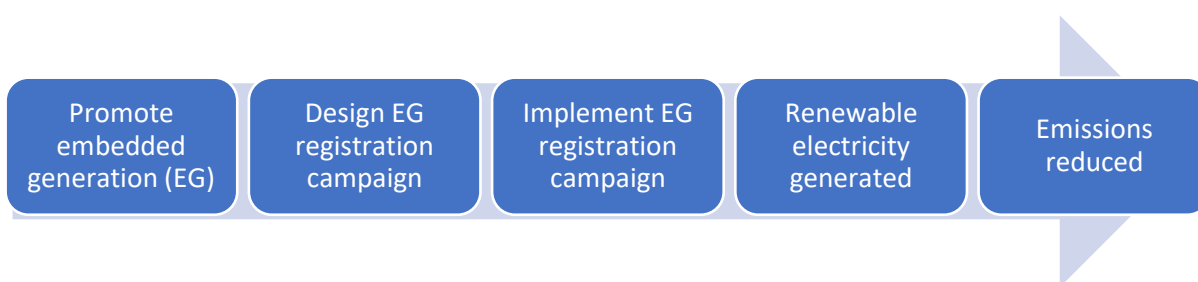 Promote
embedded
generation (EG)
Design EG
registration
campaign
Implement EG
registration
campaign
Renewable
electricity
generated
Emissions
reduced